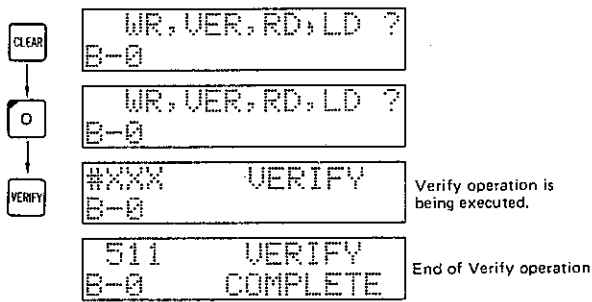 CLEAR
WR,VER,RD,LD ?
B-0
0
WR,VER,RD,LD ?
B-0
VERIFY
#XXX VERIFY
B-0
Verify operation is
being executed.
511 VERIFY
B-0 COMPLETE
End of Verify operation